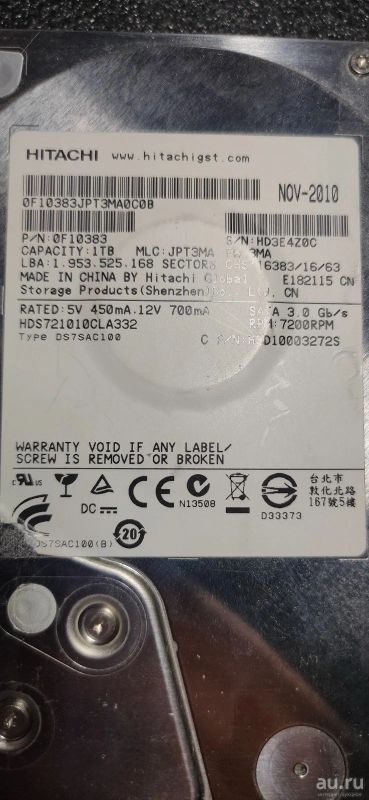 HITACHI www.hitachigst.com
NOV-2010
0F10383JPT3MA0C0B
P/N:0F10383 S/N:HD3E4Z0C
CAPACITY:1TB MLC:JPT3MA
LBA:1.953.525.168 SECTORS CHS:16383/16/63
MADE IN CHINA BY Hitachi Global E182115 CN
Storage Products(Shenzhen) Ltd, CN
RATED:5V 450mA.12V 700mA SATA 3.0 Gb/s
HDS721010CLA332 RPM:7200RPM
Type DS7SAC100
WARRANTY VOID IF ANY LABEL/
SCREW IS REMOVED OR BROKEN
c us
CE
N13508
台北市
敦化北路
167號5樓
DC
D33373
DS7SAC100(B) 20
au.ru